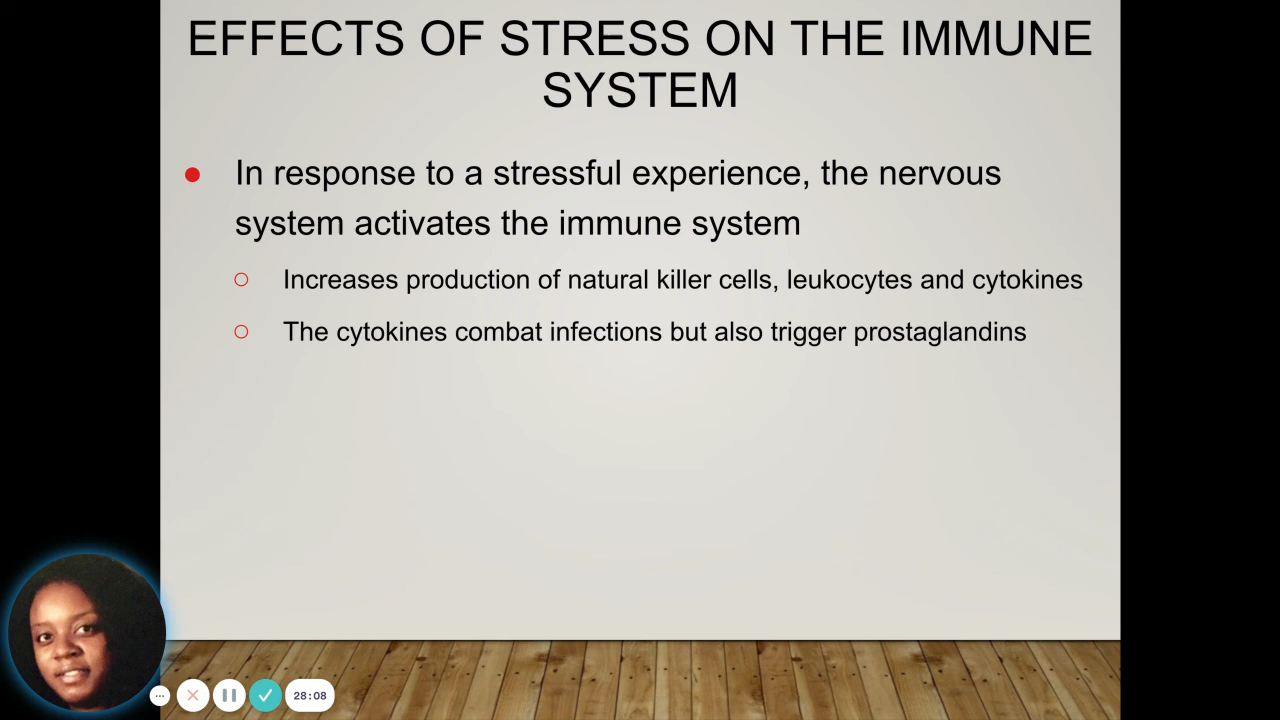 EFFECTS OF STRESS ON THE IMMUNE
SYSTEM
In response to a stressful experience, the nervous
system activates the immune system
Increases production of natural killer cells, leukocytes and cytokines
The cytokines combat infections but also trigger prostaglandins
28:08